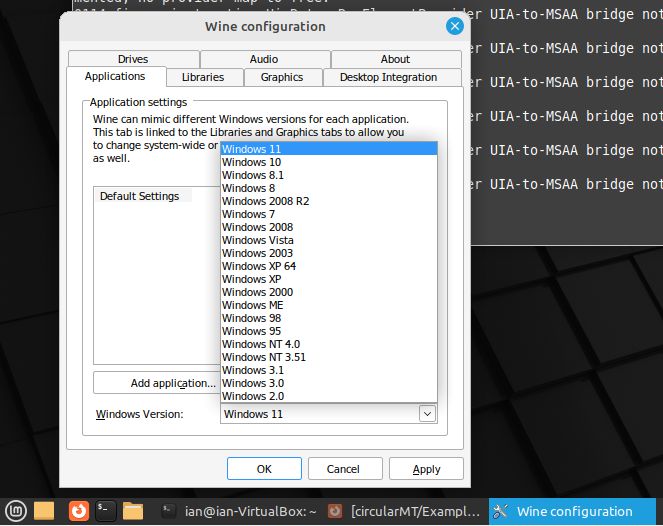 mented, no provider map to free.
Wine configuration
er UIA-to-MSAA bridge not
er UIA-to-MSAA bridge not
er UIA-to-MSAA bridge not
er UIA-to-MSAA bridge not
er UIA-to-MSAA bridge not
er UIA-to-MSAA bridge not
Drives
Audio
About
Applications
Libraries
Graphics
Desktop Integration
Application settings
Wine can mimic different Windows versions for each application.
This tab is linked to the Libraries and Graphics tabs to allow you
to change system-wide or
as well.
Default Settings
Windows 11
Windows 10
Windows 8.1
Windows 8
Windows 2008 R2
Windows 7
Windows 2008
Windows Vista
Windows 2003
Windows XP 64
Windows XP
Windows 2000
Windows ME
Windows 98
Windows 95
Windows NT 4.0
Windows NT 3.51
Windows 3.1
Windows 3.0
Windows 2.0
Add application...
Windows Version:
Windows 11
OK
Cancel
Apply
ian@ian-VirtualBox: ~
[circularMT/Exampl...
Wine configuration